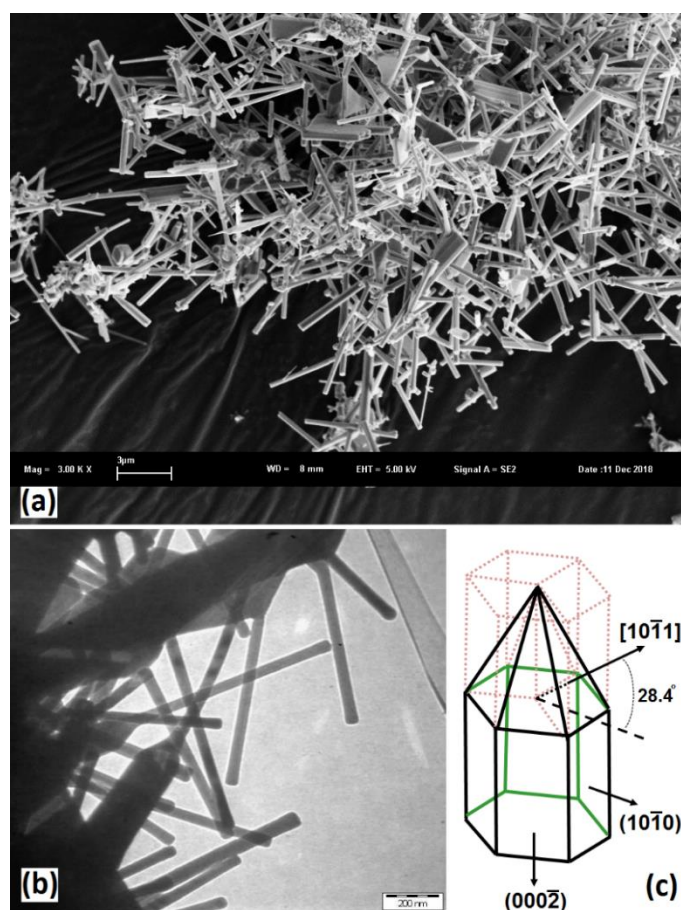 Mag = 3.00 K X 3µm WD = 8 mm EHT = 5.00 kV Signal A = SE2 Date :11 Dec 2018
(a)
[101̅1]
28.4°
(101̅0)
(b) 200 nm (0002̅) (c)